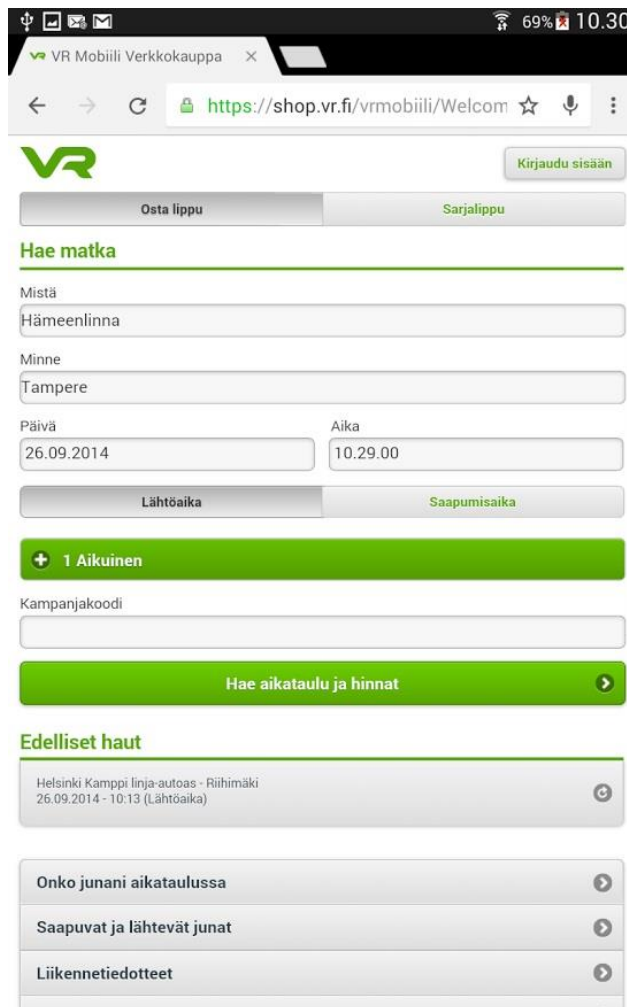 69% 10.30
VR Mobiili Verkkokauppa
https://shop.vr.fi/vrmobiili/Welcom
VR
Kirjaudu sisään
Osta lippu Sarjalippu
Hae matka
Mistä
Hämeenlinna
Minne
Tampere
Päivä Aika
26.09.2014 10.29.00
Lähtöaika Saapumisaika
1 Aikuinen
Kampanjakoodi
Hae aikataulu ja hinnat
Edelliset haut
Helsinki Kamppi linja-autoas - Riihimäki
26.09.2014 - 10:13 (Lähtöaika)
Onko junani aikataulussa
Saapuvat ja lähtevät junat
Liikennetiedotteet